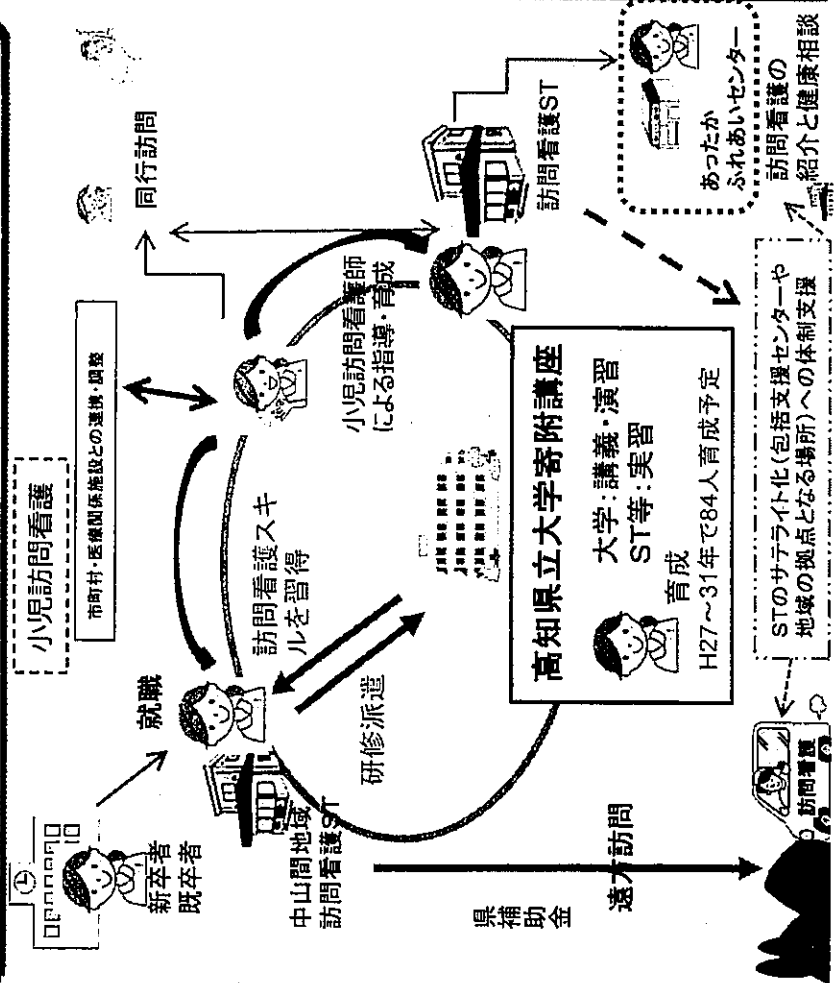 小児訪問看護
市町村・医療関係施設との連携・調整
同行訪問
新卒者
既卒者
就職
中山間地域
訪問看護ST
訪問看護スキ
ルを習得
研修派遣
小児訪問看護師
による指導・育成
訪問看護ST
あったか
ふれあいセンター
訪問看護の
紹介と健康相談
高知県立大学寄附講座
大学:講義・演習
ST等:実習
育成
H27～31年で84人育成予定
県補助金
遠方訪問
訪問看護
STのサテライト化(包括支援センターや
地域の拠点となる場所)への体制支援